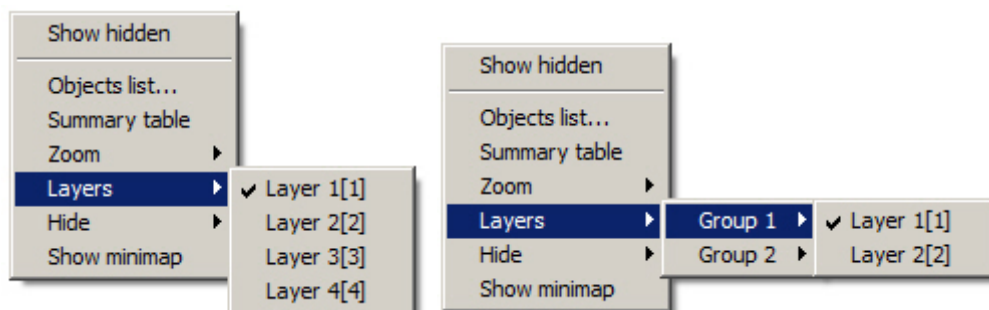 Show hidden
Objects list...
Summary table
Zoom
Layers
Hide
Show minimap
Layer 1[1]
Layer 2[2]
Layer 3[3]
Layer 4[4]
Show hidden
Objects list...
Summary table
Zoom
Layers
Hide
Show minimap
Group 1
Group 2
Layer 1[1]
Layer 2[2]